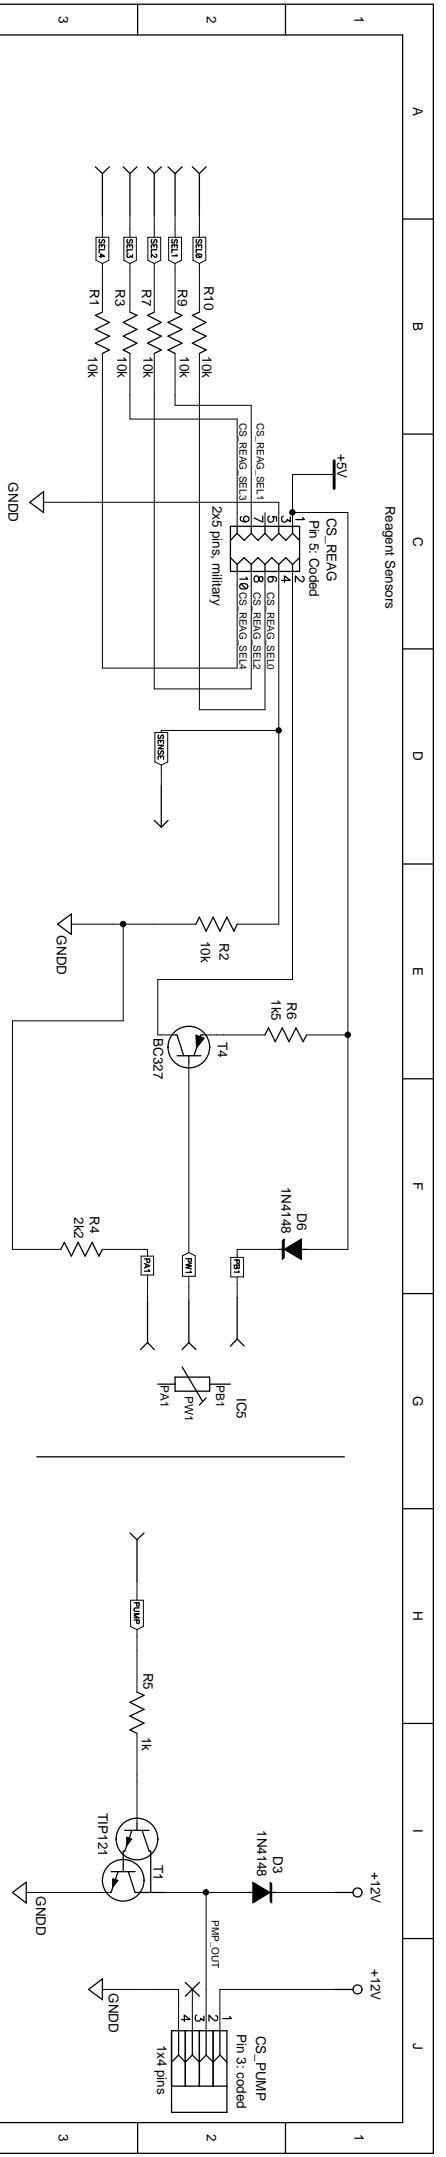 1
2
3
A
B
C
D
E
F
G
H
I
J
Reagent Sensors
+5V
CS_REAG
Pin 5: Coded
1
3
5
7
9
2
4
6
8
10
2x5 pins, military
CS_REAG_SEL1
CS_REAG_SEL3
CS_REAG_SEL0
CS_REAG_SEL2
CS_REAG_SEL4
SEL0
SEL1
SEL2
SEL3
SEL4
R10
10k
R9
10k
R7
10k
R3
10k
R1
10k
GNDD
SENSE
R2
10k
GNDD
R6
1k5
T4
BC327
D6
1N4148
PB1
PW1
PA1
R4
2k2
IC5
PB1
PW1
PA1
PUMP
R5
1k
T1
TIP121
GNDD
D3
1N4148
+12V
+12V
PMP_OUT
GNDD
CS_PUMP
Pin 3: coded
1
2
3
4
1x4 pins
1
2
3